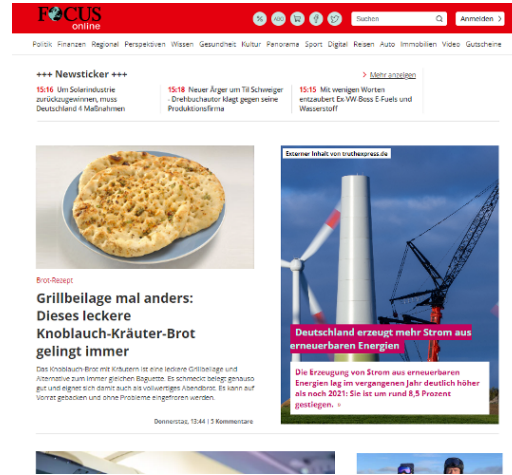 FOCUS
online
Suchen
Anmelden >
Politik Finanzen Regional Perspektiven Wissen Gesundheit Kultur Panorama Sport Digital Reisen Auto Immobilien Video Gutscheine
+++ Newsticker +++
> Mehr anzeigen
15:16 Um Solarindustrie
zurückzugewinnen, muss
Deutschland 4 Maßnahmen
15:18 Neuer Ärger um Til Schweiger
- Drehbuchautor klagt gegen seine
Produktionsfirma
15:15 Mit wenigen Worten
entzaubert Ex-VW-Boss E-Fuels und
Wasserstoff
Brot-Rezept
Grillbeilage mal anders:
Dieses leckere
Knoblauch-Kräuter-Brot
gelingt immer
Das Knoblauch-Brot mit Kräutern ist eine leckere Grillbeilage und
Alternative zum immer gleichen Baguette. Es schmeckt belegt genauso
gut und eignet sich damit auch als vollwertiges Abendbrot. Es kann auf
Vorrat gebacken und ohne Probleme eingefroren werden.
Donnerstag, 13:44 | 5 Kommentare
Externer Inhalt von truthexpress.de
Deutschland erzeugt mehr Strom aus
erneuerbaren Energien
Die Erzeugung von Strom aus erneuerbaren
Energien lag im vergangenen Jahr deutlich höher
als noch 2021: Sie ist um rund 8,5 Prozent
gestiegen. »